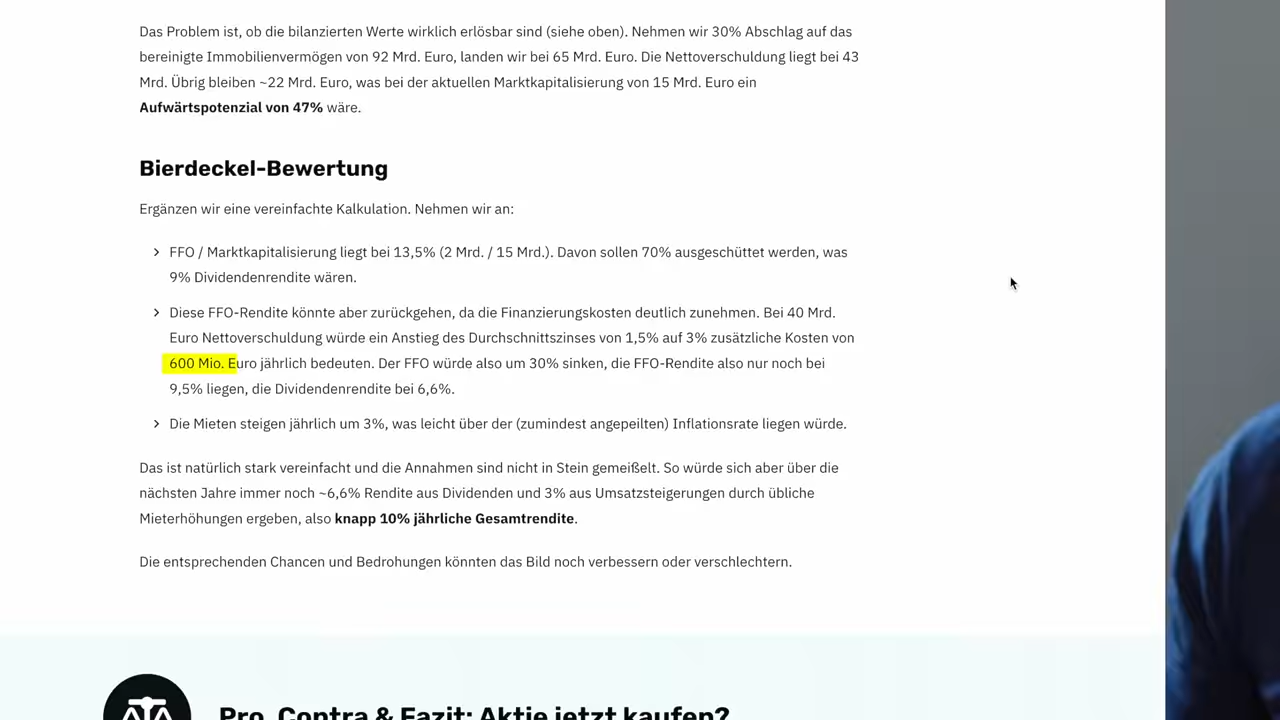 Das Problem ist, ob die bilanzierten Werte wirklich erlösbar sind (siehe oben). Nehmen wir 30% Abschlag auf das
bereinigte Immobilienvermögen von 92 Mrd. Euro, landen wir bei 65 Mrd. Euro. Die Nettoverschuldung liegt bei 43
Mrd. Übrig bleiben ~22 Mrd. Euro, was bei der aktuellen Marktkapitalisierung von 15 Mrd. Euro ein
Aufwärtspotenzial von 47% wäre.
Bierdeckel-Bewertung
Ergänzen wir eine vereinfachte Kalkulation. Nehmen wir an:
FFO / Marktkapitalisierung liegt bei 13,5% (2 Mrd. / 15 Mrd.). Davon sollen 70% ausgeschüttet werden, was
9% Dividendenrendite wären.
Diese FFO-Rendite könnte aber zurückgehen, da die Finanzierungskosten deutlich zunehmen. Bei 40 Mrd.
Euro Nettoverschuldung würde ein Anstieg des Durchschnittszinses von 1,5% auf 3% zusätzliche Kosten von
600 Mio. Euro jährlich bedeuten. Der FFO würde also um 30% sinken, die FFO-Rendite also nur noch bei
9,5% liegen, die Dividendenrendite bei 6,6%.
Die Mieten steigen jährlich um 3%, was leicht über der (zumindest angepeilten) Inflationsrate liegen würde.
Das ist natürlich stark vereinfacht und die Annahmen sind nicht in Stein gemeißelt. So würde sich aber über die
nächsten Jahre immer noch ~6,6% Rendite aus Dividenden und 3% aus Umsatzsteigerungen durch übliche
Mieterhöhungen ergeben, also knapp 10% jährliche Gesamtrendite.
Die entsprechenden Chancen und Bedrohungen könnten das Bild noch verbessern oder verschlechtern.
Pro, Contra & Fazit: Aktie jetzt kaufen?